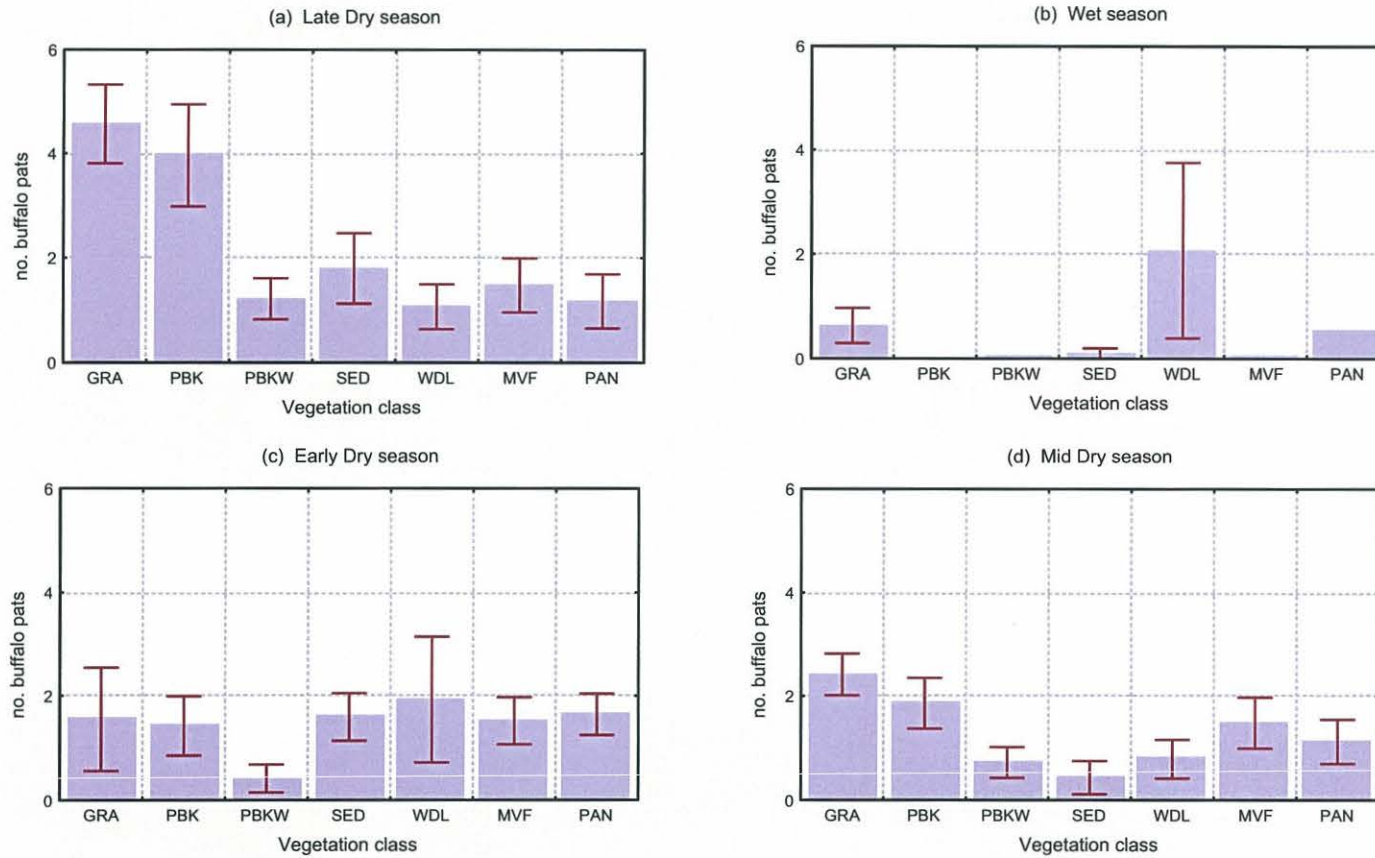 (a) Late Dry season
6
4
2
0
no. buffalo pats
GRA PBK PBKW SED WDL MVF PAN
Vegetation class
(b) Wet season
6
4
2
0
no. buffalo pats
GRA PBK PBKW SED WDL MVF PAN
Vegetation class
(c) Early Dry season
6
4
2
0
no. buffalo pats
GRA PBK PBKW SED WDL MVF PAN
Vegetation class
(d) Mid Dry season
6
4
2
0
no. buffalo pats
GRA PBK PBKW SED WDL MVF PAN
Vegetation class